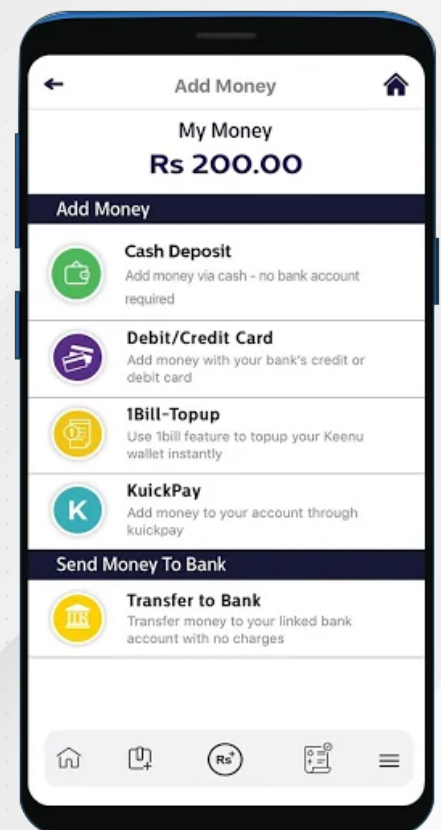 Add Money
My Money
Rs 200.00
Add Money
Cash Deposit
Add money via cash - no bank account
required
Debit/Credit Card
Add money with your bank's credit or
debit card
1Bill-Topup
Use 1bill feature to topup your Keenu
wallet instantly
KuickPay
K
Add money to your account through
kuickpay
Send Money To Bank
Transfer to Bank
Transfer money to your linked bank
account with no charges
Rs+